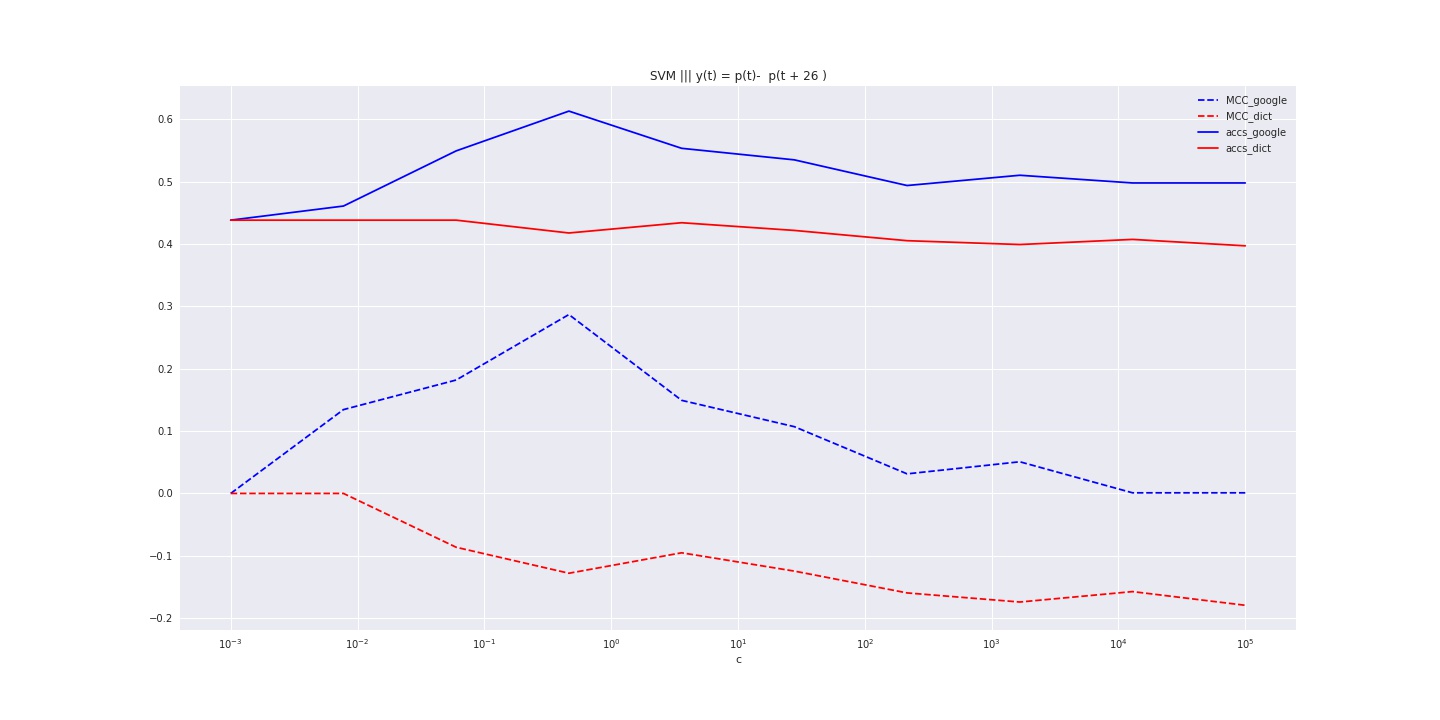 SVM ||| y(t) = p(t)-  p(t + 26 )
MCC_google
MCC_dict
accs_google
accs_dict
0.6
0.5
0.4
0.3
0.2
0.1
0.0
−0.1
−0.2
10⁻³ 10⁻² 10⁻¹ 10⁰ 10¹ 10² 10³ 10⁴ 10⁵
c